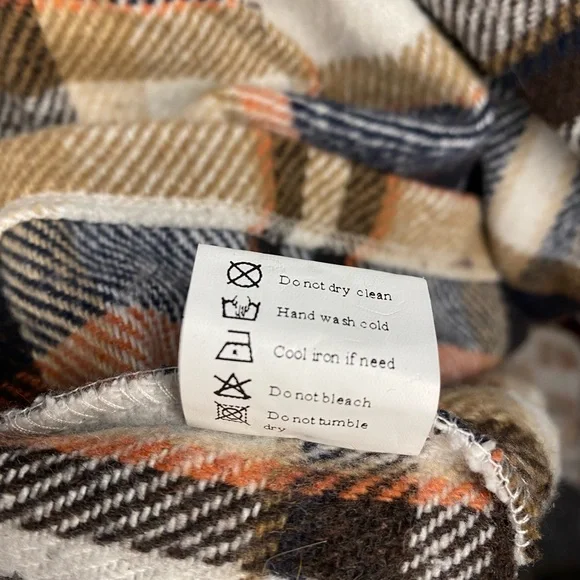 Do not dry clean
Hand wash cold
Cool iron if need
Do not bleach
Do not tumble
dry